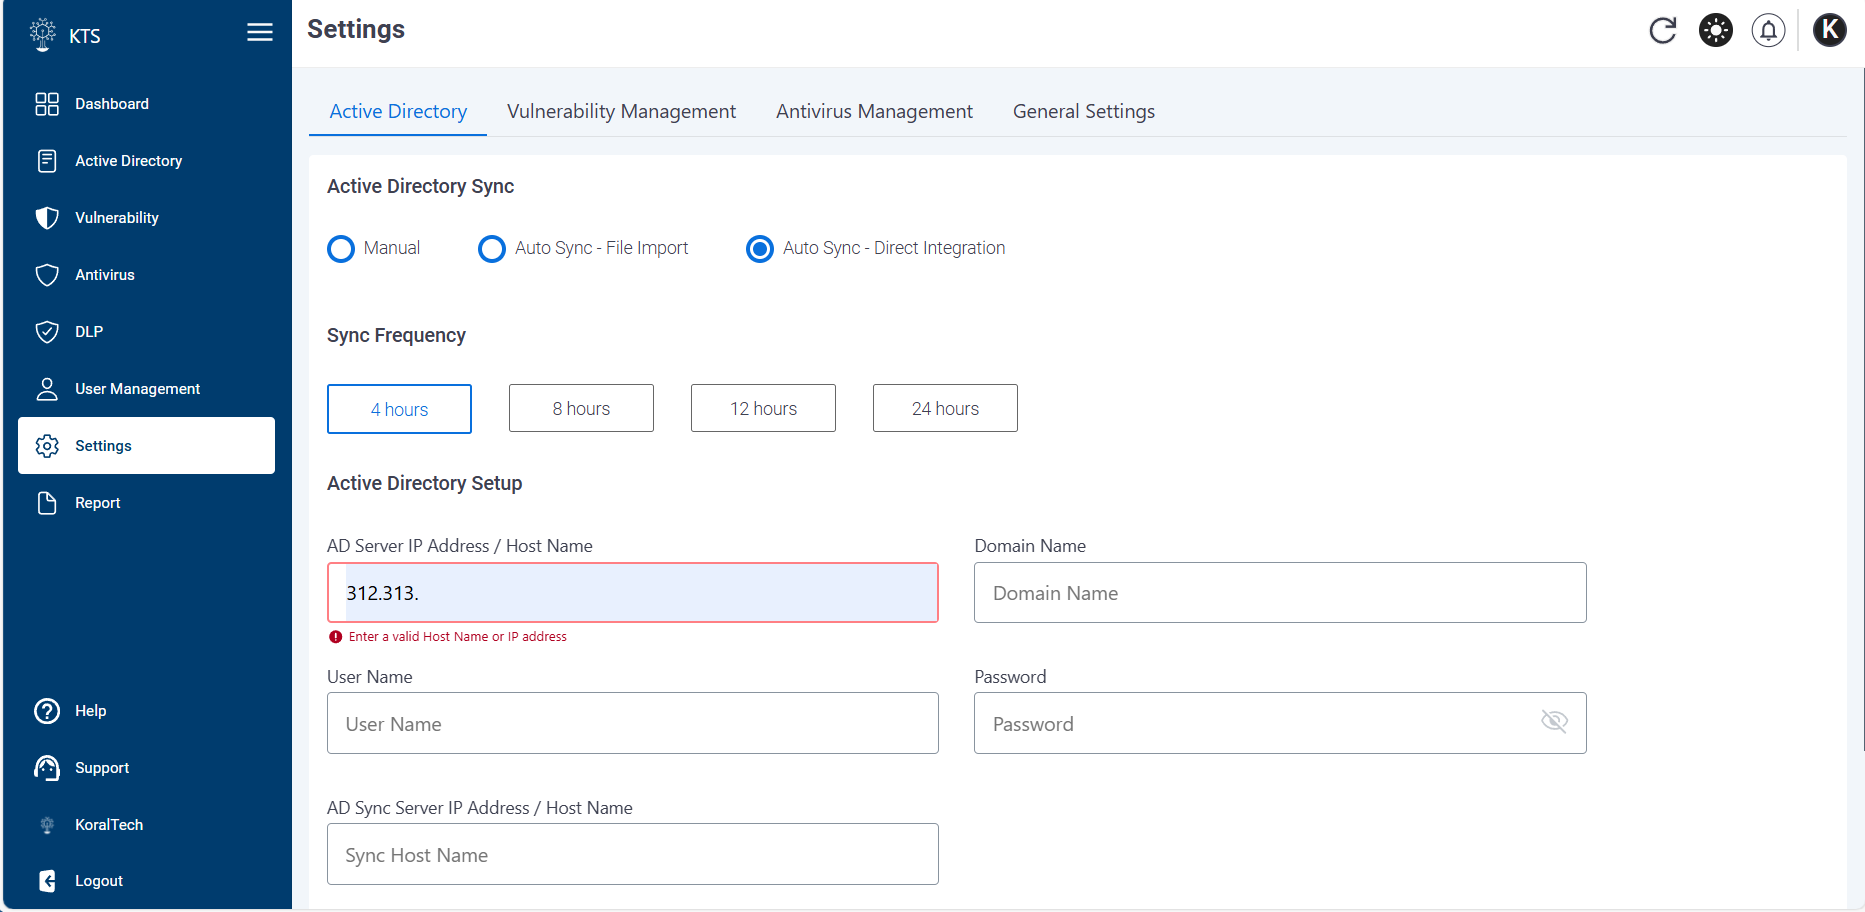 KTS
Settings
K
Dashboard
Active Directory
Vulnerability
Antivirus
DLP
User Management
Settings
Report
Help
Support
KoralTech
Logout
Active Directory Vulnerability Management Antivirus Management General Settings
Active Directory Sync
Manual Auto Sync - File Import Auto Sync - Direct Integration
Sync Frequency
4 hours 8 hours 12 hours 24 hours
Active Directory Setup
AD Server IP Address / Host Name Domain Name
312.313. Domain Name
Enter a valid Host Name or IP address
User Name Password
User Name Password
AD Sync Server IP Address / Host Name
Sync Host Name